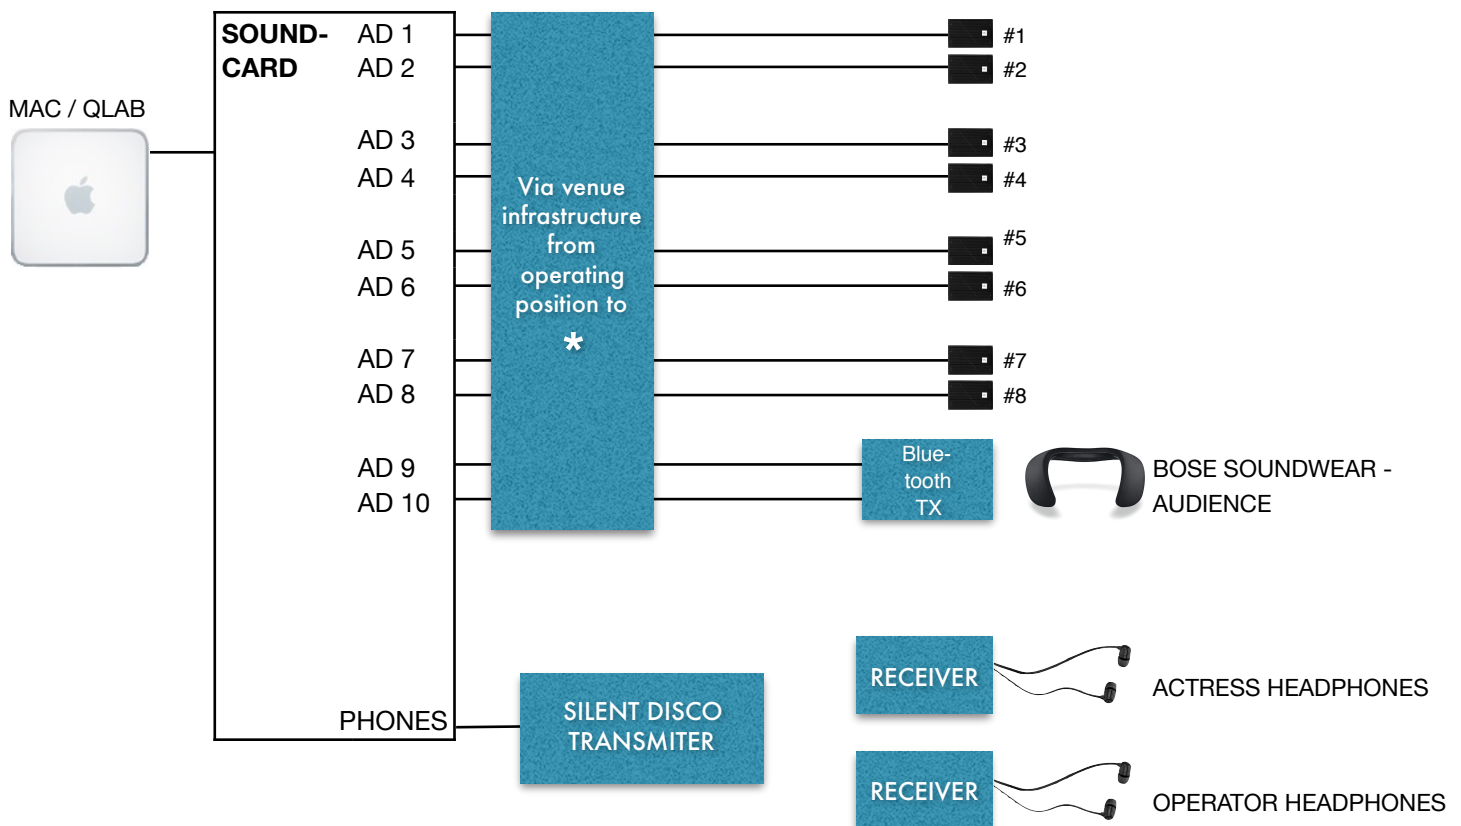 SOUND-
CARD
AD 1
AD 2
AD 3
AD 4
AD 5
AD 6
AD 7
AD 8
AD 9
AD 10
PHONES
MAC / QLAB
Via venue
infrastructure
from
operating
position to
*
#1
#2
#3
#4
#5
#6
#7
#8
Blue-
tooth
TX
BOSE SOUNDWEAR -
AUDIENCE
SILENT DISCO
TRANSMITER
RECEIVER
ACTRESS HEADPHONES
RECEIVER
OPERATOR HEADPHONES